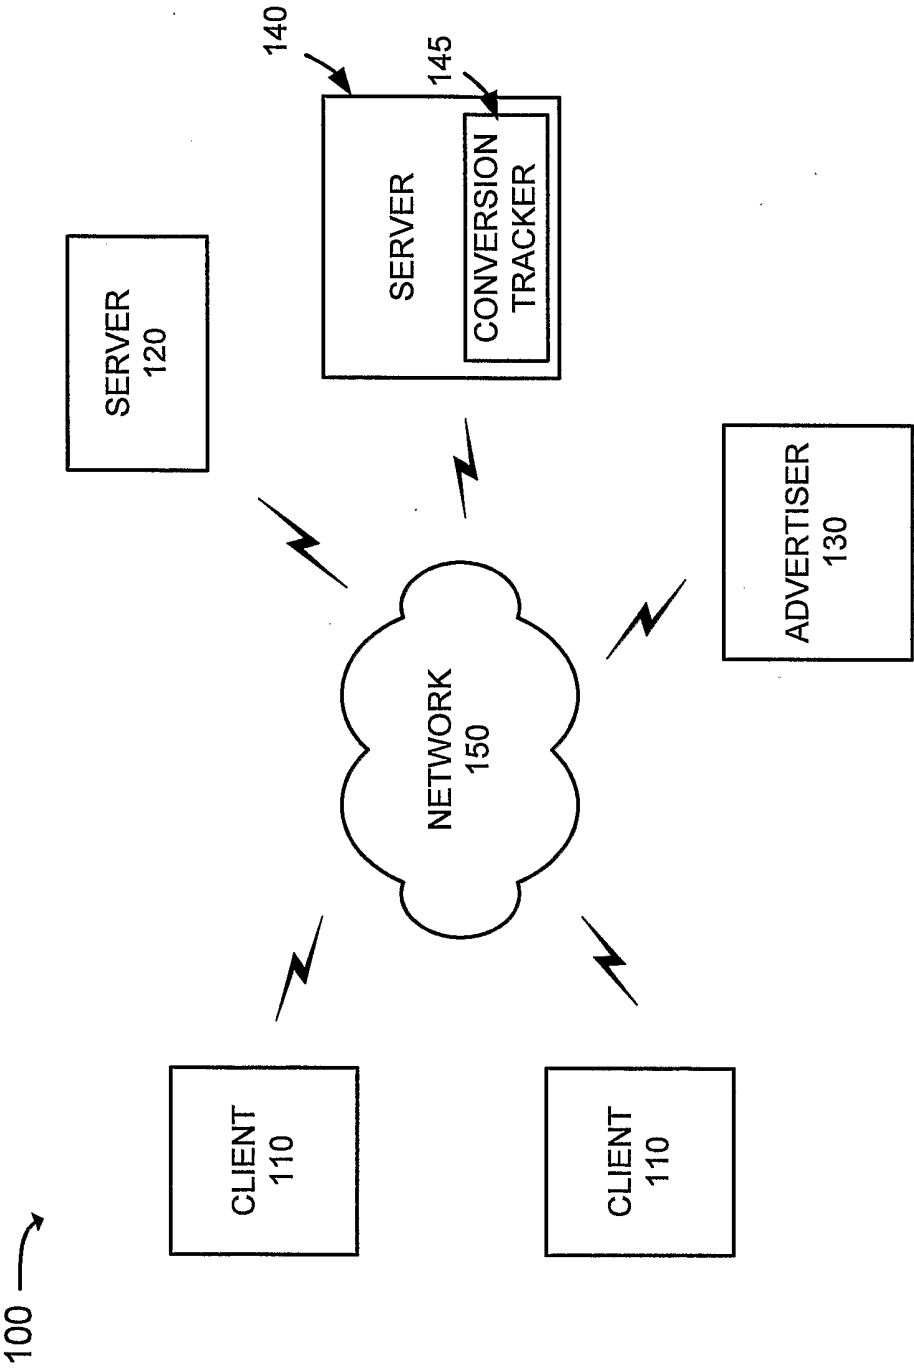 100
CLIENT
110
CLIENT
110
NETWORK
150
SERVER
120
140
SERVER
145
CONVERSION
TRACKER
ADVERTISER
130